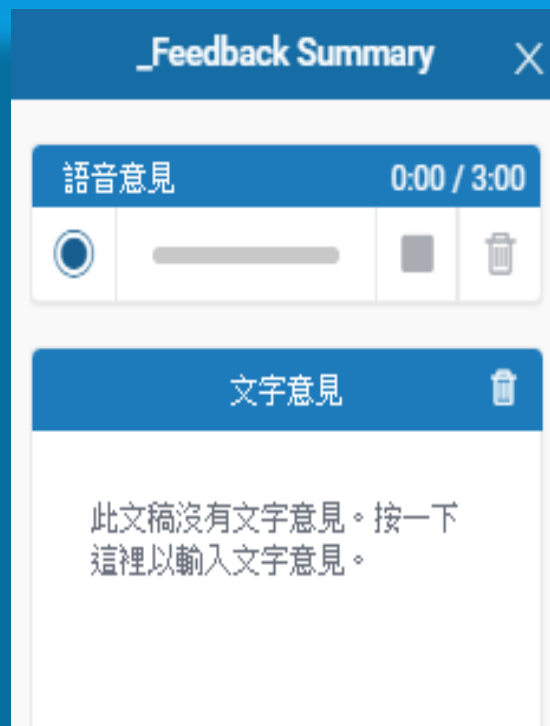 _Feedback Summary
語音意見 0:00 / 3:00
文字意見
此文稿沒有文字意見。按一下
這裡以輸入文字意見。